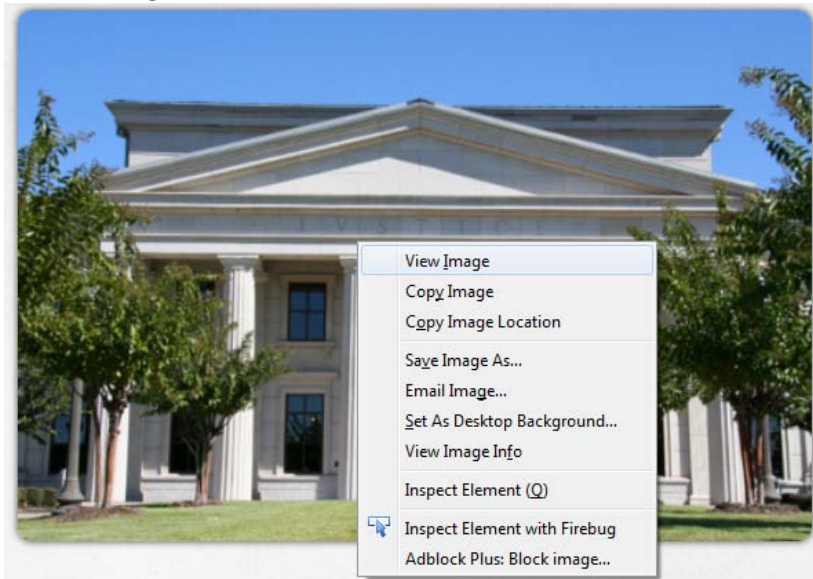 JVSTICE
View Image
Copy Image
Copy Image Location
Save Image As...
Email Image...
Set As Desktop Background...
View Image Info
Inspect Element (Q)
Inspect Element with Firebug
Adblock Plus: Block image...